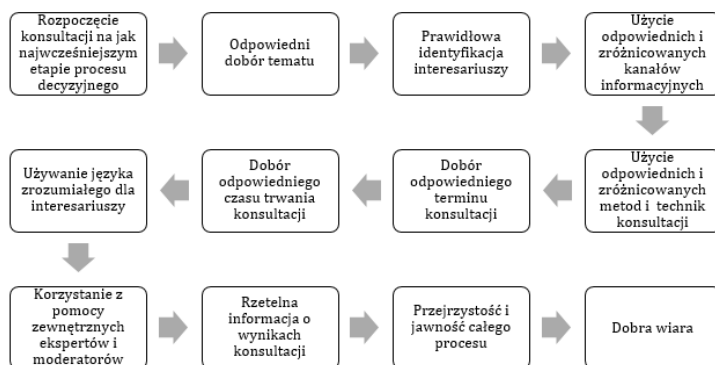 Rozpoczęcie
konsultacji na jak
najwcześniejszym
etapie procesu
decyzyjnego
Odpowiedni
dobór tematu
Prawidłowa
identyfikacja
interesariuszy
Użycie
odpowiednich i
zróżnicowanych
kanałów
informacyjnych
Użycie
odpowiednich i
zróżnicowanych
metod i technik
konsultacji
Dobór
odpowiedniego
terminu
konsultacji
Dobór
odpowiedniego
czasu trwania
konsultacji
Używanie języka
zrozumiałego dla
interesariuszy
Korzystanie z
pomocy
zewnętrznych
ekspertów i
moderatorów
Rzetelna
informacja o
wynikach
konsultacji
Przejrzystość i
jawność całego
procesu
Dobra wiara